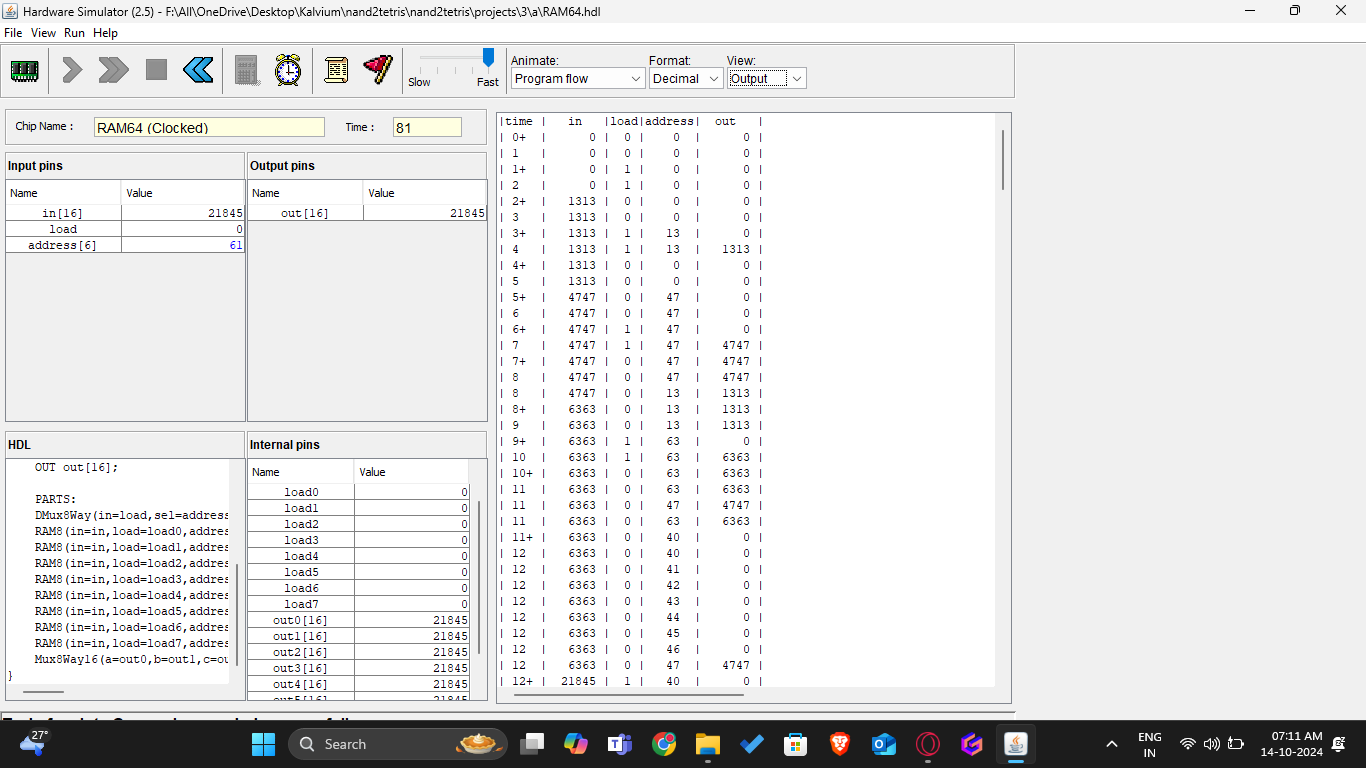 Hardware Simulator (2.5) - F:\All\OneDrive\Desktop\Kalvium\nand2tetris\nand2tetris\projects\3\a\RAM64.hdl
File View Run Help
Slow Fast
Animate: Format: View:
Program flow Decimal Output
Chip Name : RAM64 (Clocked) Time : 81
Input pins
Name Value
in[16] 21845
load 0
address[6] 61
Output pins
Name Value
out[16] 21845
HDL
OUT out[16];
PARTS:
DMux8Way(in=load,sel=address
RAM8(in=in,load=load0,addres
RAM8(in=in,load=load1,addres
RAM8(in=in,load=load2,addres
RAM8(in=in,load=load3,addres
RAM8(in=in,load=load4,addres
RAM8(in=in,load=load5,addres
RAM8(in=in,load=load6,addres
RAM8(in=in,load=load7,addres
Mux8Way16(a=out0,b=out1,c=ou
}
Internal pins
Name Value
load0 0
load1 0
load2 0
load3 0
load4 0
load5 0
load6 0
load7 0
out0[16] 21845
out1[16] 21845
out2[16] 21845
out3[16] 21845
out4[16] 21845
|time | in |load|address| out |
| 0+ | 0 | 0 | 0 | 0 |
| 1 | 0 | 0 | 0 | 0 |
| 1+ | 0 | 1 | 0 | 0 |
| 2 | 0 | 1 | 0 | 0 |
| 2+ | 1313 | 0 | 0 | 0 |
| 3 | 1313 | 0 | 0 | 0 |
| 3+ | 1313 | 1 | 13 | 0 |
| 4 | 1313 | 1 | 13 | 1313 |
| 4+ | 1313 | 0 | 0 | 0 |
| 5 | 1313 | 0 | 0 | 0 |
| 5+ | 4747 | 0 | 47 | 0 |
| 6 | 4747 | 0 | 47 | 0 |
| 6+ | 4747 | 1 | 47 | 0 |
| 7 | 4747 | 1 | 47 | 4747 |
| 7+ | 4747 | 0 | 47 | 4747 |
| 8 | 4747 | 0 | 47 | 4747 |
| 8 | 4747 | 0 | 13 | 1313 |
| 8+ | 6363 | 0 | 13 | 1313 |
| 9 | 6363 | 0 | 13 | 1313 |
| 9+ | 6363 | 1 | 63 | 0 |
| 10 | 6363 | 1 | 63 | 6363 |
| 10+ | 6363 | 0 | 63 | 6363 |
| 11 | 6363 | 0 | 63 | 6363 |
| 11 | 6363 | 0 | 47 | 4747 |
| 11 | 6363 | 0 | 63 | 6363 |
| 11+ | 6363 | 0 | 40 | 0 |
| 12 | 6363 | 0 | 40 | 0 |
| 12 | 6363 | 0 | 41 | 0 |
| 12 | 6363 | 0 | 42 | 0 |
| 12 | 6363 | 0 | 43 | 0 |
| 12 | 6363 | 0 | 44 | 0 |
| 12 | 6363 | 0 | 45 | 0 |
| 12 | 6363 | 0 | 46 | 0 |
| 12 | 6363 | 0 | 47 | 4747 |
| 12+ | 21845 | 1 | 40 | 0 |
27°
Search
ENG
IN
07:11 AM
14-10-2024